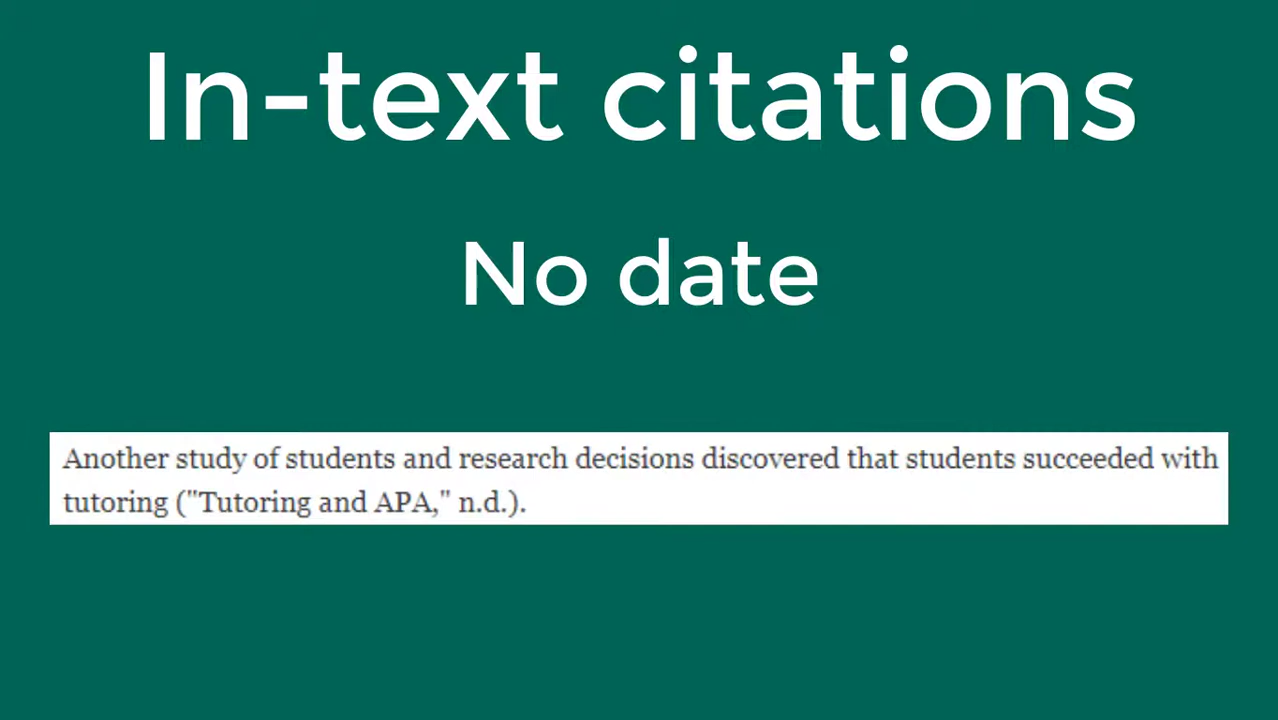 In-text citations
No date
Another study of students and research decisions discovered that students succeeded with
tutoring ("Tutoring and APA," n.d.).